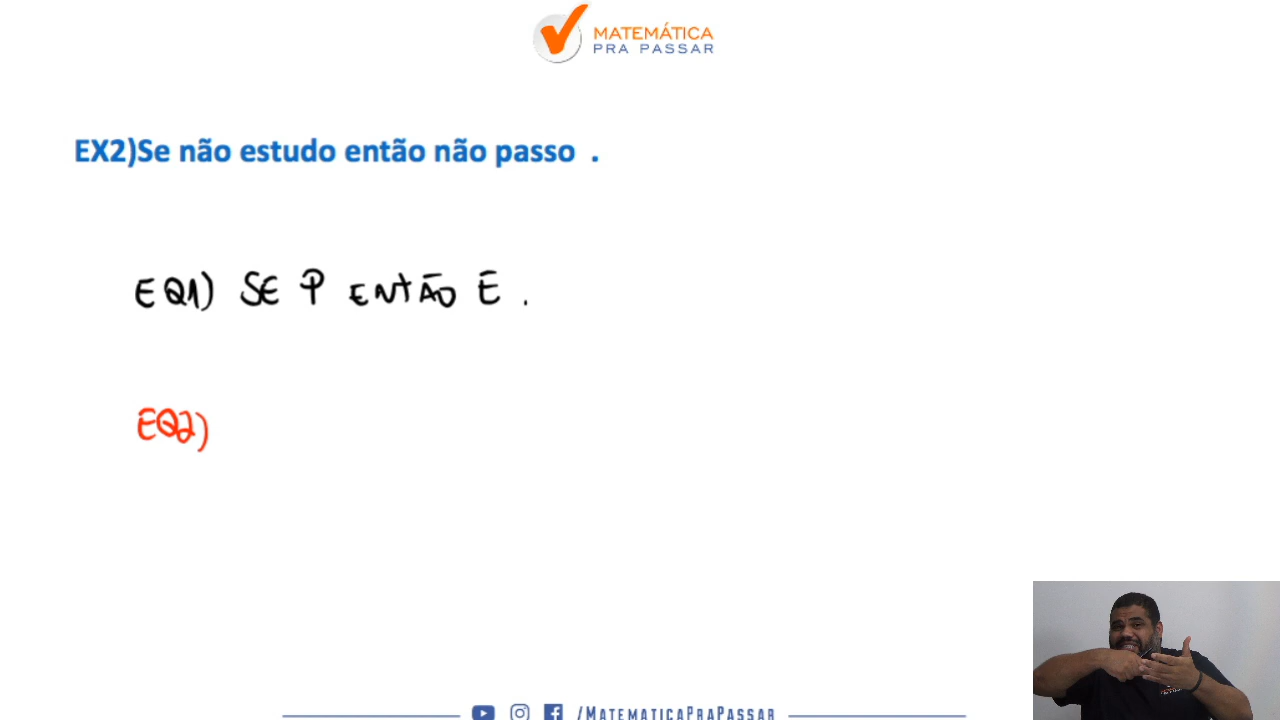 MATEMÁTICA
PRA PASSAR
EX2)Se não estudo então não passo .
EQ1) SE P ENTÃO E .
EQ2)
/MATEMATICAPRAPASSAR